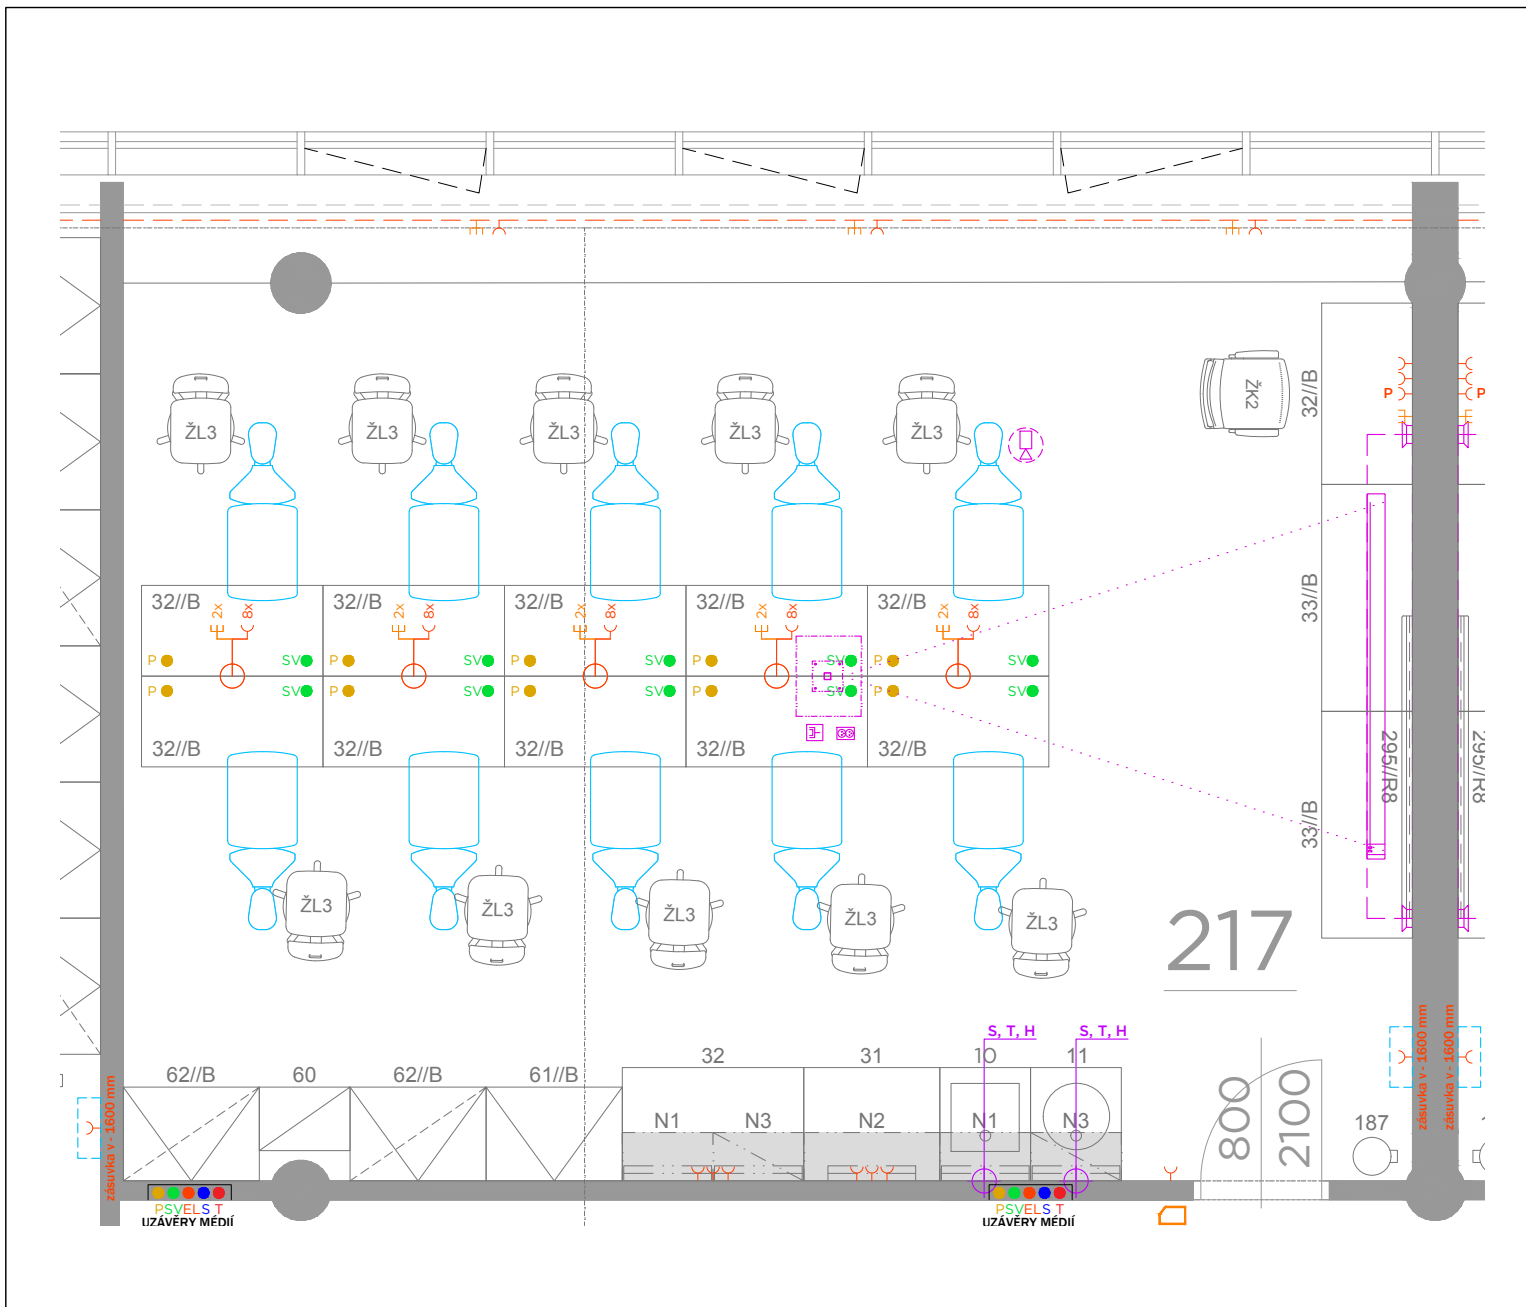 ŽL3 ŽL3 ŽL3 ŽL3 ŽL3
ŽK2
32//B
P P
33//B
32//B 32//B 32//B 32//B 32//B
2x 8x 2x 8x 2x 8x 2x 8x 2x 8x
P SV P SV P SV P SV P SV
P SV P SV P SV P SV P SV
32//B 32//B 32//B 32//B 32//B
295//R8 295//R8
33//B
ŽL3 ŽL3 ŽL3 ŽL3 ŽL3
217
S, T, H S, T, H
32 31 10 11
62//B 60 62//B 61//B
N1 N3 N2 N1 N3
800
2100
187
zásuvka v - 1600 mm
zásuvka v - 1600 mm
zásuvka v - 1600 mm
PSVELS T
UZÁVĚRY MÉDIÍ
PSVELS T
UZÁVĚRY MÉDIÍ